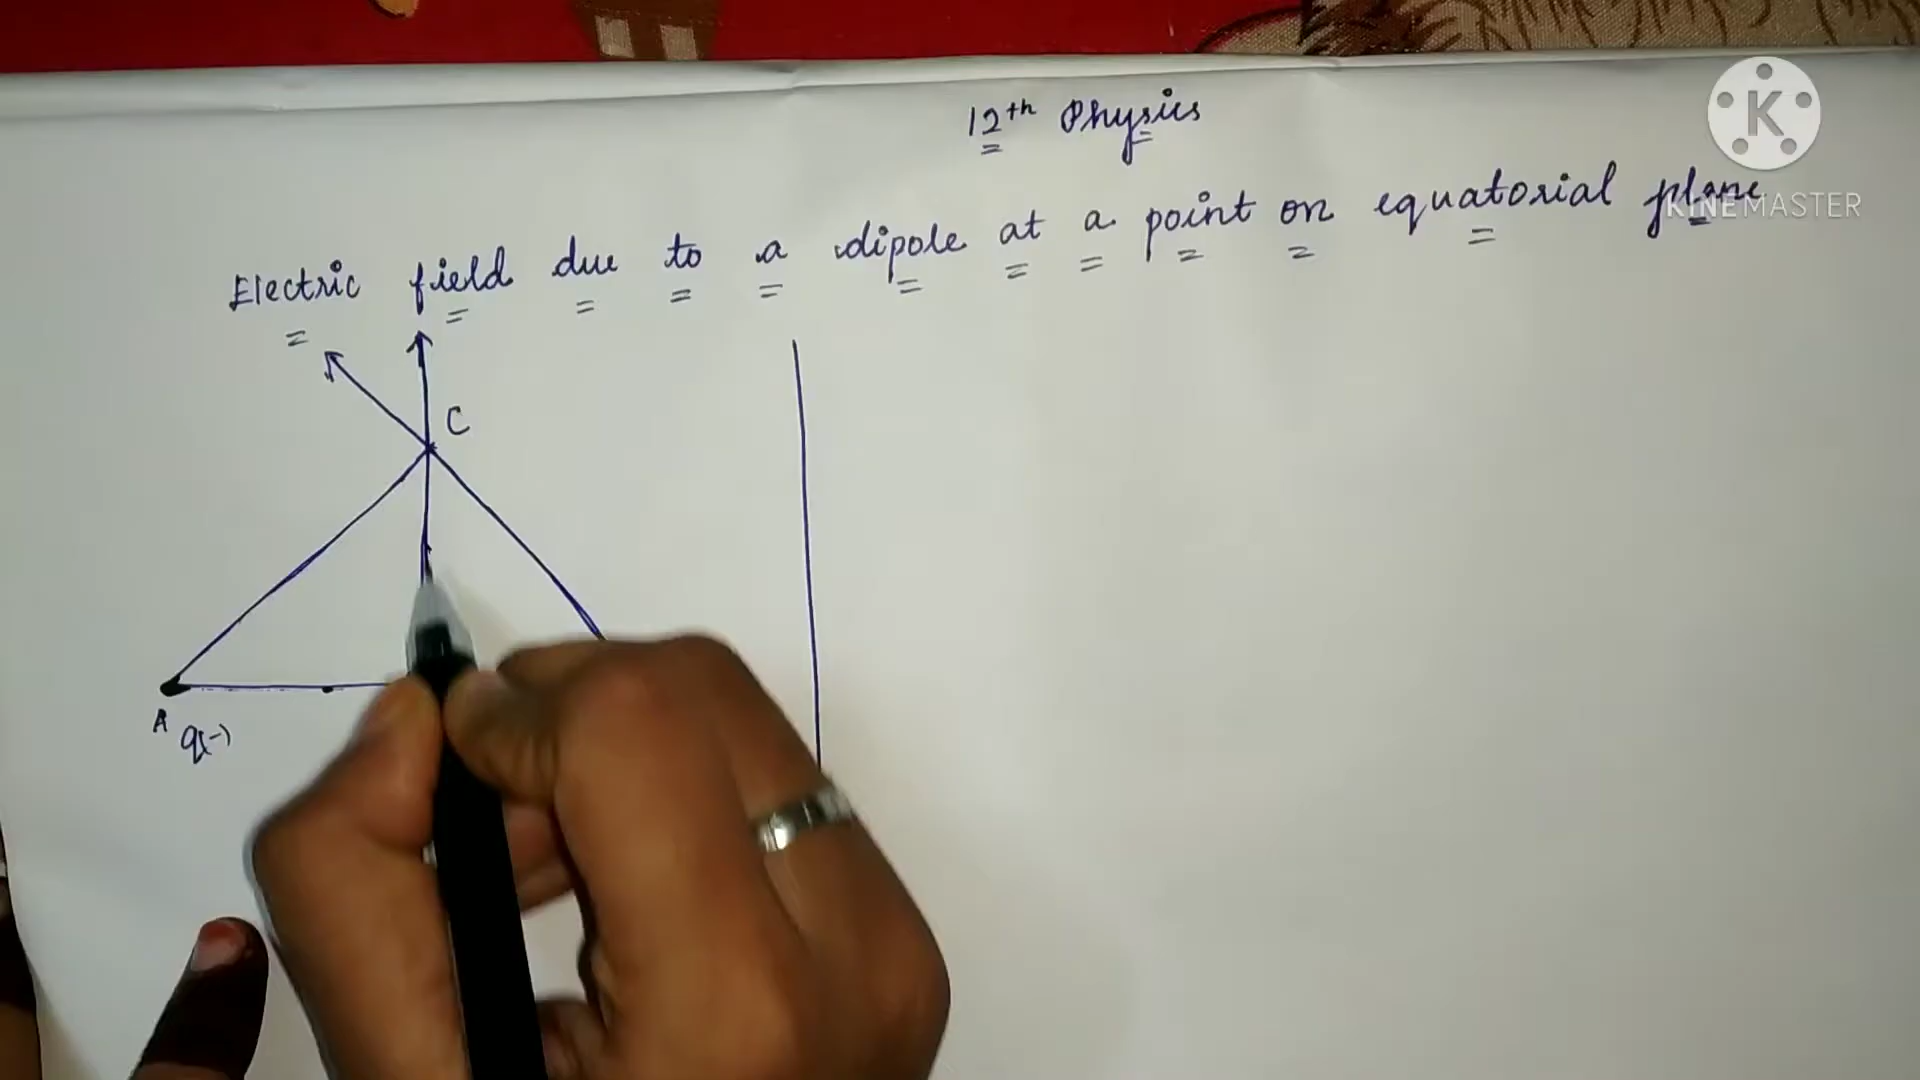 12th Physics
KINEMASTER
Electric field due to a dipole at a point on equatorial plane
C
A
q(-)